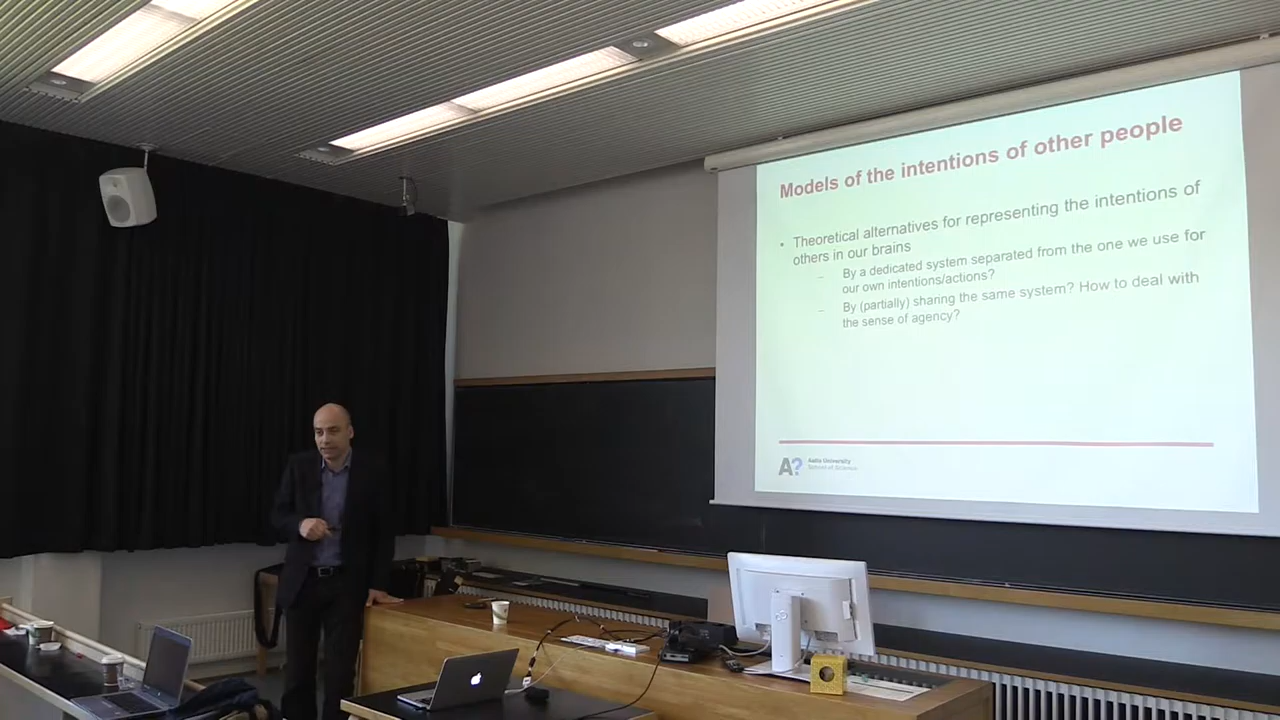 Models of the intentions of other people
• Theoretical alternatives for representing the intentions of
others in our brains
– By a dedicated system separated from the one we use for
our own intentions/actions?
– By (partially) sharing the same system? How to deal with
the sense of agency?
A?
Aalto University
School of Science